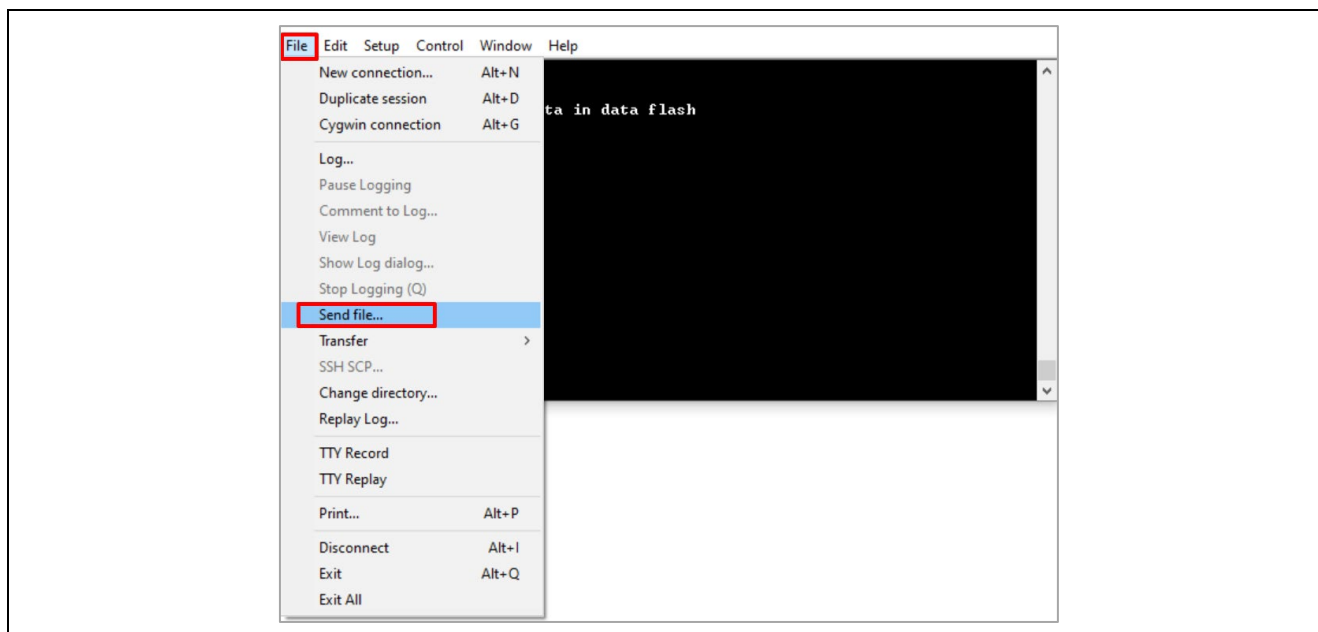 File Edit Setup Control Window Help
New connection... Alt+N
Duplicate session Alt+D
ta in data flash
Cygwin connection Alt+G
Log...
Pause Logging
Comment to Log...
View Log
Show Log dialog...
Stop Logging (Q)
Send file...
Transfer >
SSH SCP...
Change directory...
Replay Log...
TTY Record
TTY Replay
Print... Alt+P
Disconnect Alt+I
Exit Alt+Q
Exit All